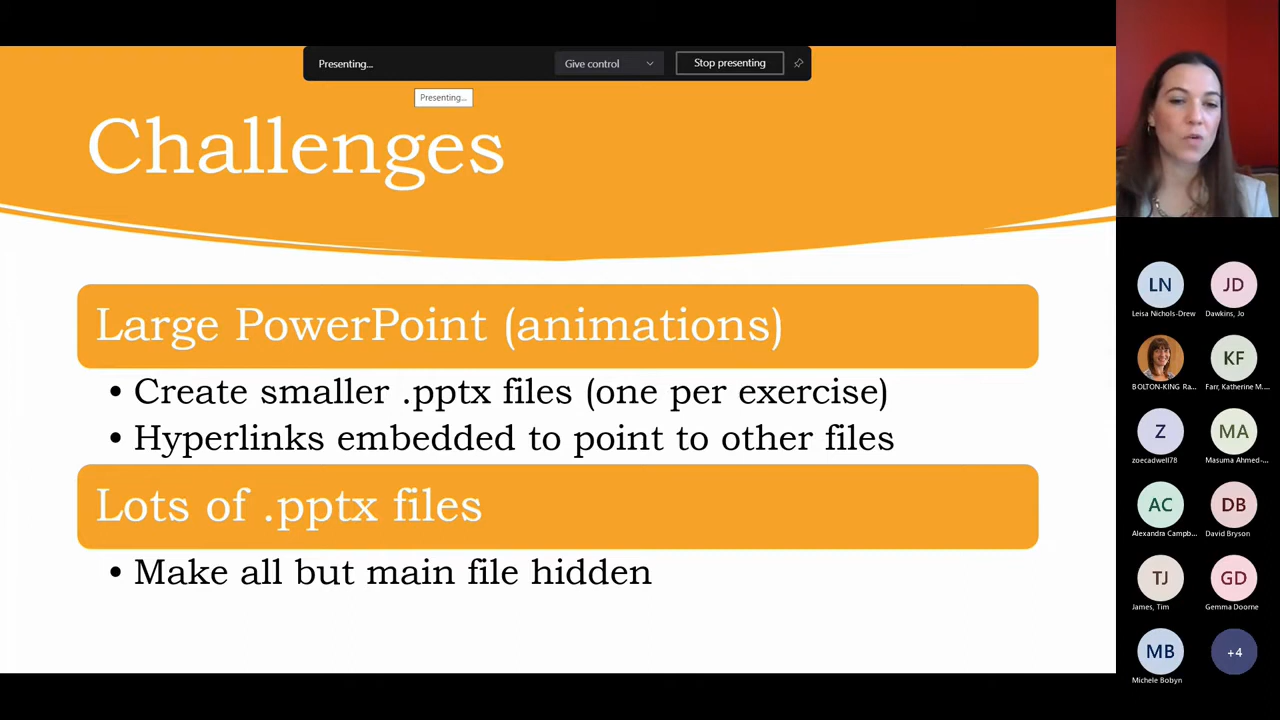 Presenting...
Give control
Stop presenting
Presenting...
Challenges
Large PowerPoint (animations)
• Create smaller .pptx files (one per exercise)
• Hyperlinks embedded to point to other files
Lots of .pptx files
• Make all but main file hidden
LN
Leisa Nichols-Drew
JD
Dawkins, Jo
BOLTON-KING Ra...
KF
Farr, Katherine M....
Z
zoecadwell78
MA
Masuma Ahmed-...
AC
Alexandra Campb...
DB
David Bryson
TJ
James, Tim
GD
Gemma Doorne
MB
Michele Bobyn
+4